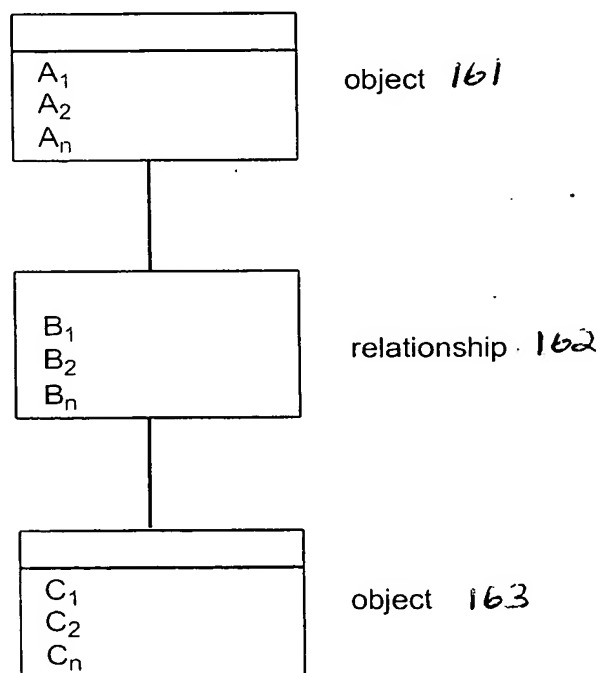 A₁
A₂
Aₙ
object 161
B₁
B₂
Bₙ
relationship 162
C₁
C₂
Cₙ
object 163